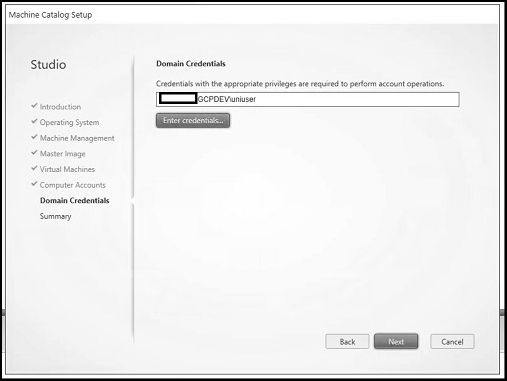 Machine Catalog Setup
Studio
Introduction
Operating System
Machine Management
Master Image
Virtual Machines
Computer Accounts
Domain Credentials
Summary
Domain Credentials
Credentials with the appropriate privileges are required to perform account operations.
GCPDEV\uniuser
Enter credentials...
Back
Next
Cancel